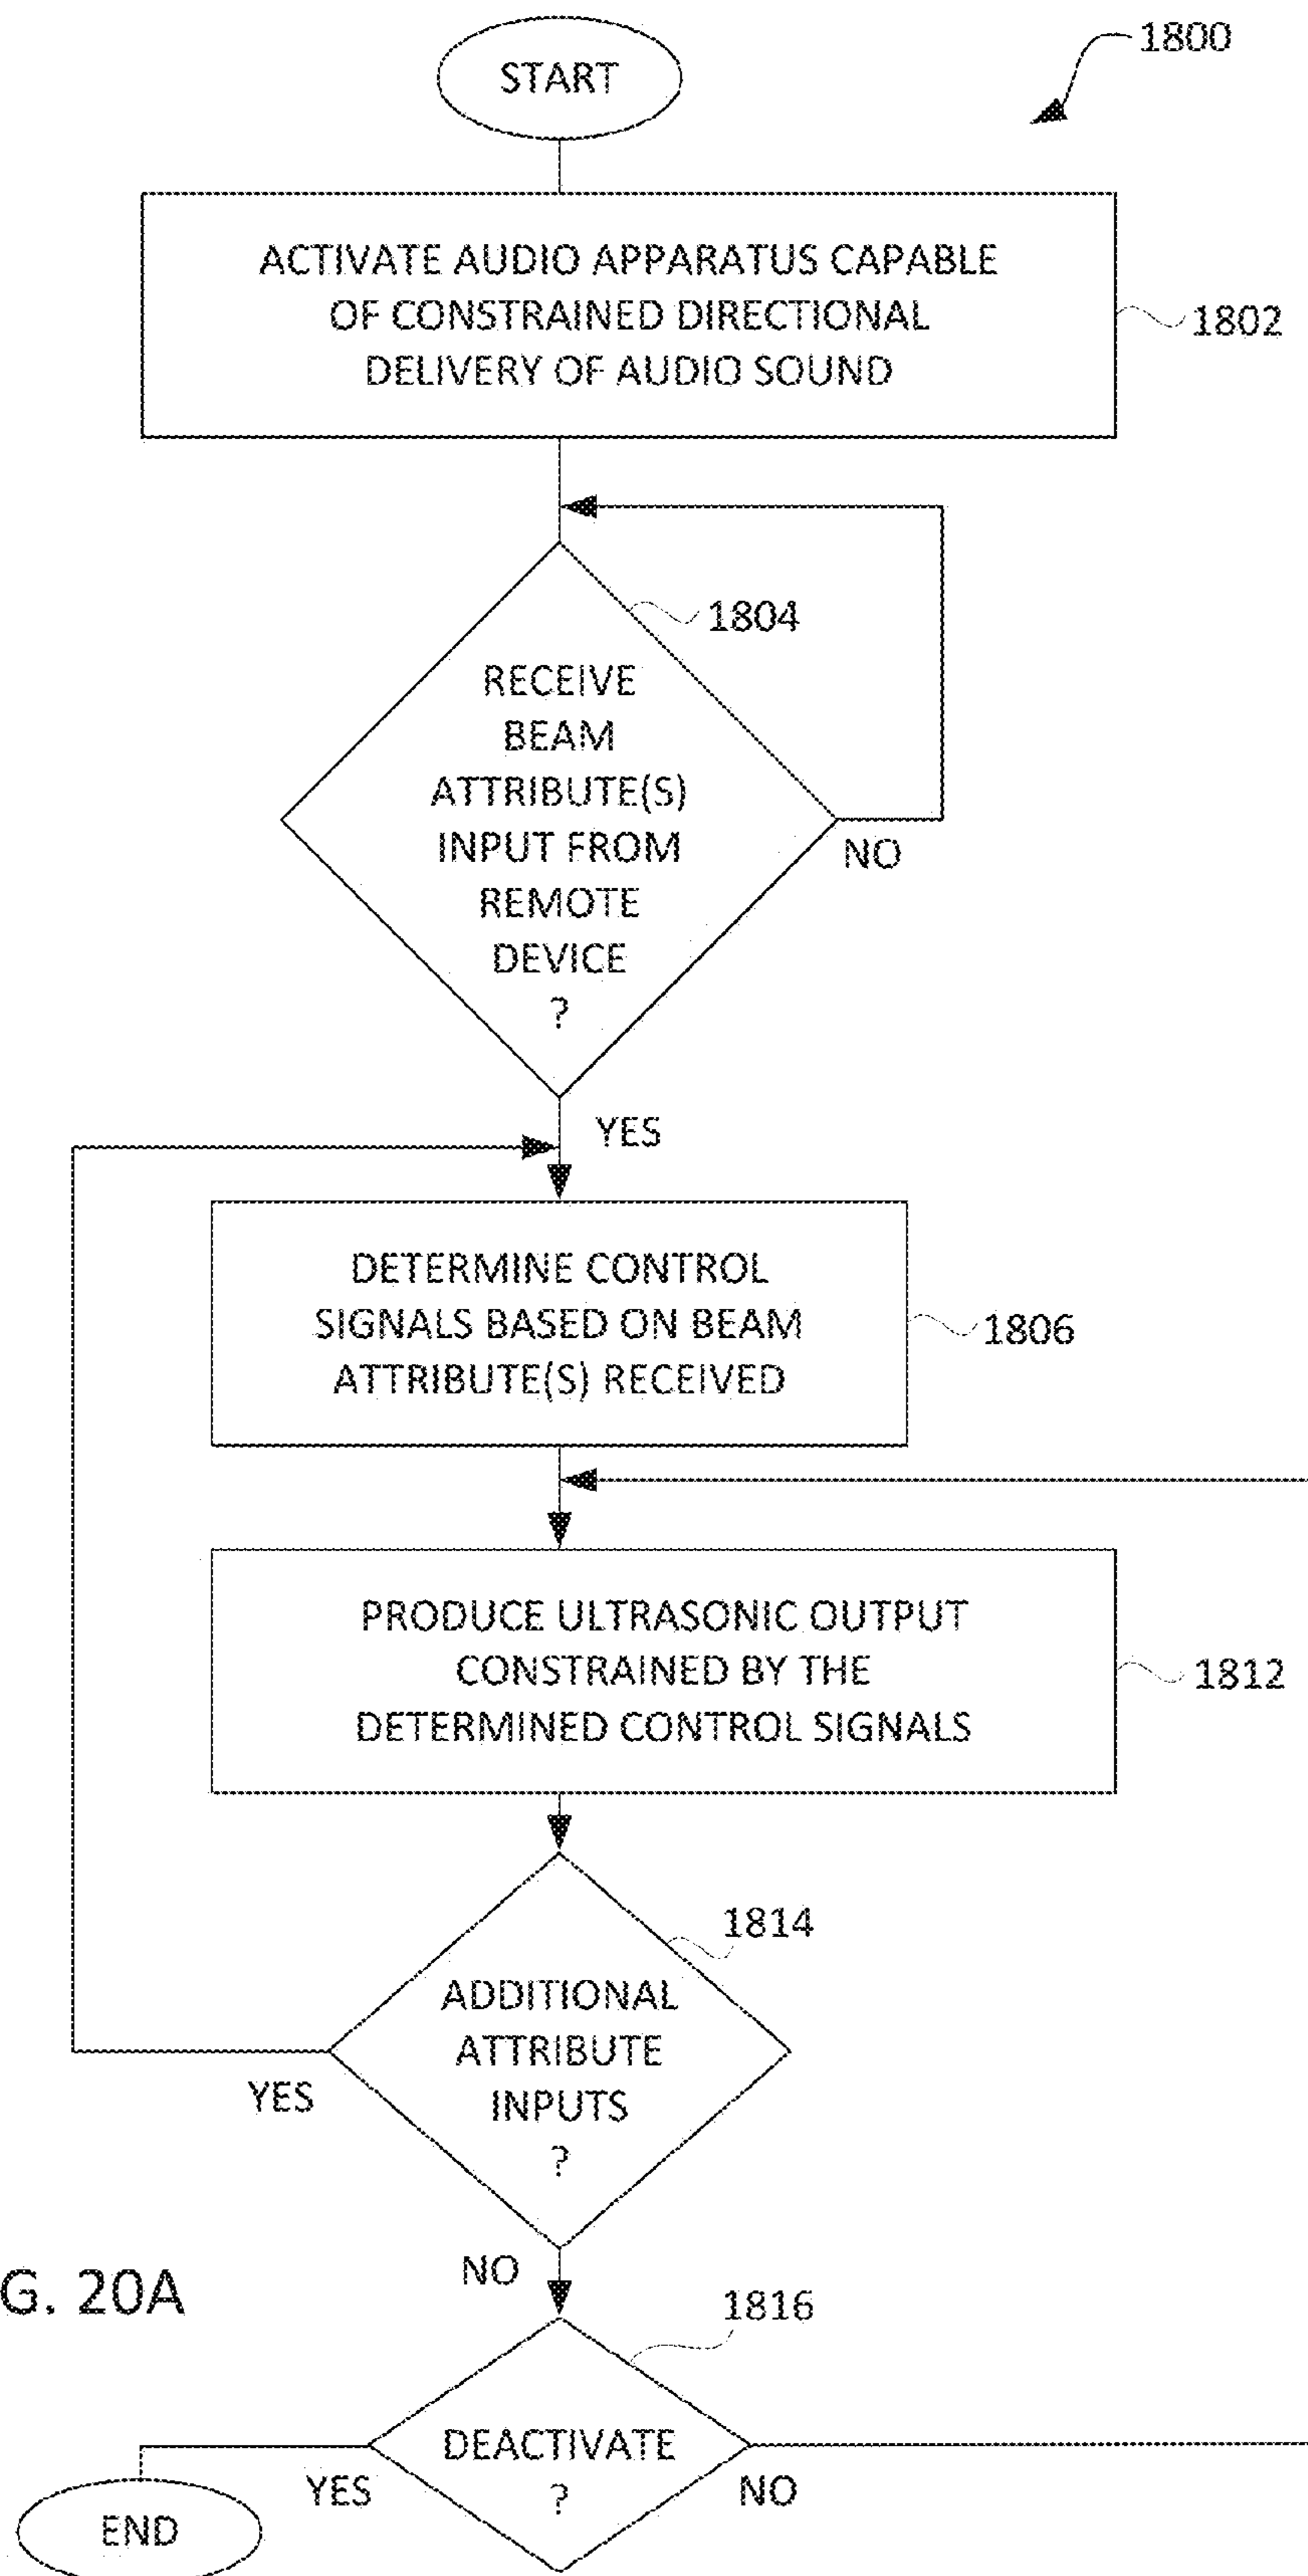 1800
START
ACTIVATE AUDIO APPARATUS CAPABLE
OF CONSTRAINED DIRECTIONAL
DELIVERY OF AUDIO SOUND
1802
1804
RECEIVE
BEAM
ATTRIBUTE(S)
INPUT FROM
REMOTE
DEVICE
?
NO
YES
DETERMINE CONTROL
SIGNALS BASED ON BEAM
ATTRIBUTE(S) RECEIVED
1806
PRODUCE ULTRASONIC OUTPUT
CONSTRAINED BY THE
DETERMINED CONTROL SIGNALS
1812
1814
ADDITIONAL
ATTRIBUTE
INPUTS
?
YES
NO
G. 20A
1816
DEACTIVATE
?
YES
NO
END